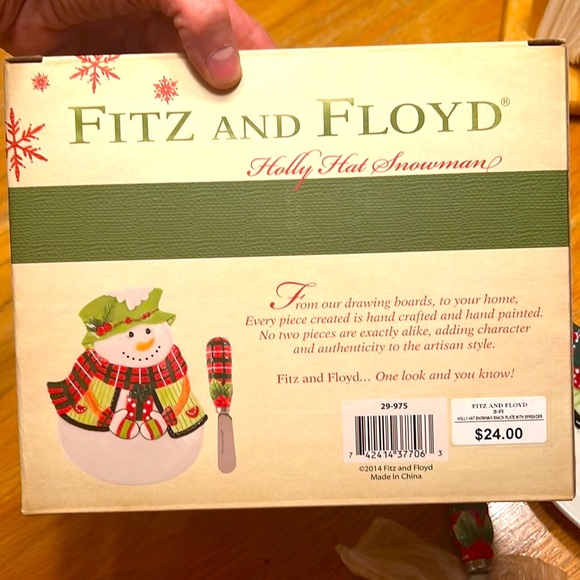 FITZ AND FLOYD®
Holly Hat Snowman
From our drawing boards, to your home,
Every piece created is hand crafted and hand painted.
No two pieces are exactly alike, adding character
and authenticity to the artisan style.
Fitz and Floyd... One look and you know!
29-975
7 42414 37706 3
©2014 Fitz and Floyd
Made In China
FITZ AND FLOYD
HOLLY HAT SNOWMAN SNACK PLATE WITH SPREADER
$24.00